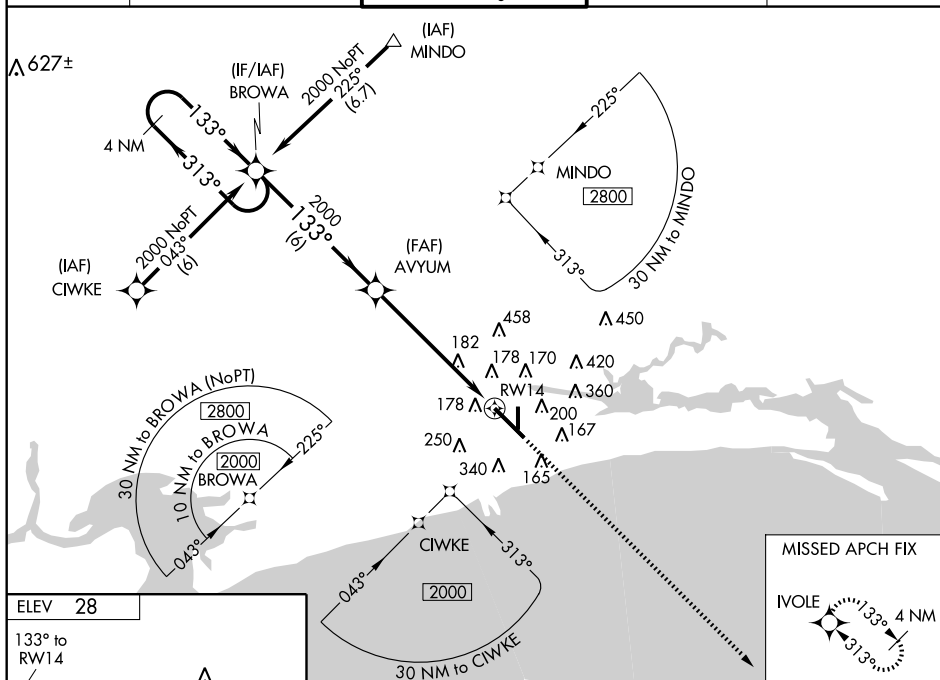 627±
(IAF)
MINDO
(IF/IAF)
BROWA
2000 NoPT
225°
(6.7)
133°
4 NM
313°
2000 NoPT
043°
(6)
(IAF)
CIWKE
2000
133°
(6)
(FAF)
AVYUM
225°
MINDO
2800
313°
30 NM to MINDO
458
450
182
178
170
420
RW14
360
178
200
167
250
340
165
30 NM to BROWA (NoPT)
2800
10 NM to BROWA
2000
225°
BROWA
043°
CIWKE
043°
313°
2000
30 NM to CIWKE
MISSED APCH FIX
IVOLE
133°
4 NM
313°
ELEV 28
133° to
RW14